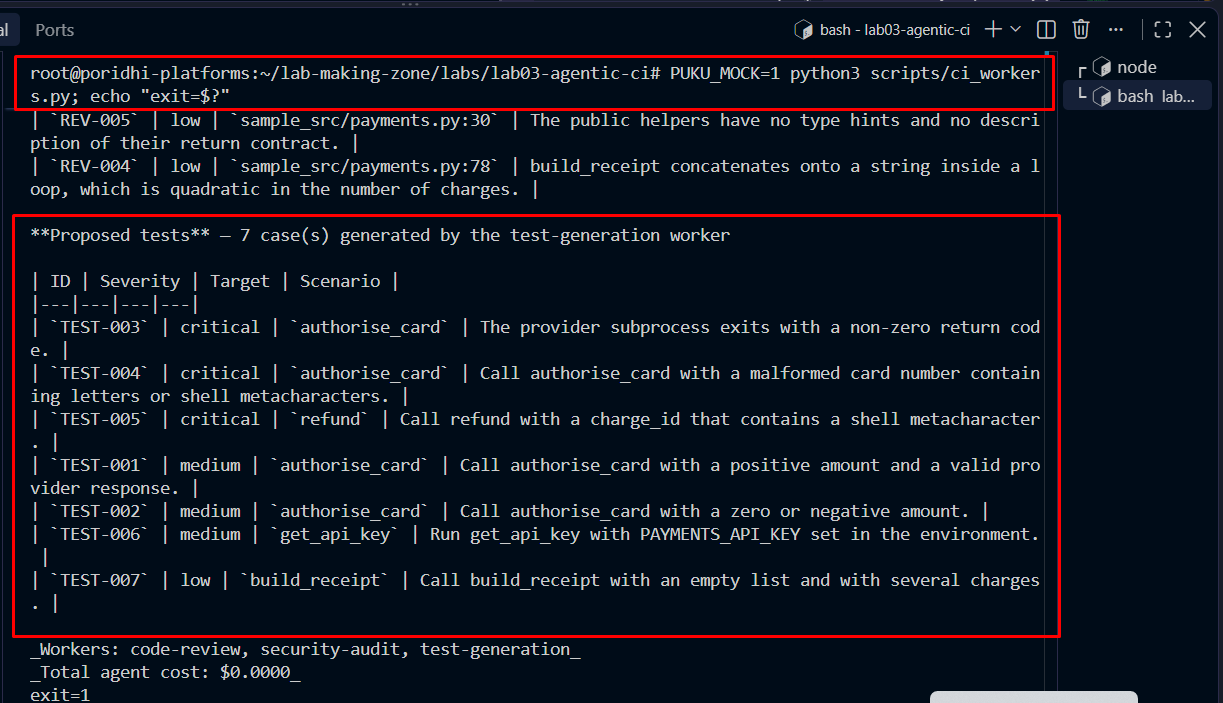 al Ports bash - lab03-agentic-ci
node
bash lab...
root@poridhi-platforms:~/lab-making-zone/labs/lab03-agentic-ci# PUKU_MOCK=1 python3 scripts/ci_worker
s.py; echo "exit=$?"
| `REV-005` | low | `sample_src/payments.py:30` | The public helpers have no type hints and no descri
ption of their return contract. |
| `REV-004` | low | `sample_src/payments.py:78` | build_receipt concatenates onto a string inside a l
oop, which is quadratic in the number of charges. |
**Proposed tests** — 7 case(s) generated by the test-generation worker
| ID | Severity | Target | Scenario |
|---|---|---|---|
| `TEST-003` | critical | `authorise_card` | The provider subprocess exits with a non-zero return cod
e. |
| `TEST-004` | critical | `authorise_card` | Call authorise_card with a malformed card number contain
ing letters or shell metacharacters. |
| `TEST-005` | critical | `refund` | Call refund with a charge_id that contains a shell metacharacter
. |
| `TEST-001` | medium | `authorise_card` | Call authorise_card with a positive amount and a valid pro
vider response. |
| `TEST-002` | medium | `authorise_card` | Call authorise_card with a zero or negative amount. |
| `TEST-006` | medium | `get_api_key` | Run get_api_key with PAYMENTS_API_KEY set in the environment.
|
| `TEST-007` | low | `build_receipt` | Call build_receipt with an empty list and with several charges
. |
_Workers: code-review, security-audit, test-generation_
_Total agent cost: $0.0000_
exit=1